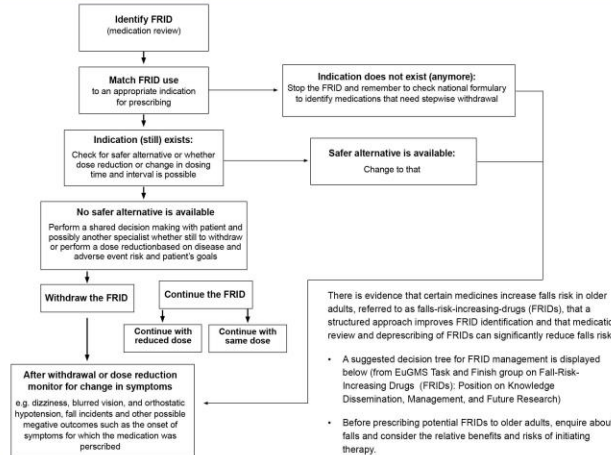 Identify FRID
(medication review)
Match FRID use
to an appropriate indication
for prescribing
Indication does not exist (anymore):
Stop the FRID and remember to check national formulary
to identify medications that need stepwise withdrawal
Indication (still) exists:
Check for safer alternative or whether
dose reduction or change in dosing
time and interval is possible
Safer alternative is available:
Change to that
No safer alternative is available
Perform a shared decision making with patient and
possibly another specialist whether still to withdraw
or perform a dose reductionbased on disease and
adverse event risk and patient's goals
Withdraw the FRID
Continue the FRID
Continue with
reduced dose
Continue with
same dose
After withdrawal or dose reduction
monitor for change in symptoms
e.g. dizziness, blurred vision, and orthostatic
hypotension, fall incidents and other possible
megative outcomes such as the onset of
symptoms for which the medication was
perscribed
There is evidence that certain medicines increase falls risk in older
adults, referred to as falls-risk-increasing-drugs (FRIDs), that a
structured approach improves FRID identification and that medicatio
review and deprescribing of FRIDs can significantly reduce falls risk
• A suggested decision tree for FRID management is displayed
below (from EuGMS Task and Finish group on Fall-Risk-
Increasing Drugs (FRIDs): Position on Knowledge
Dissemination, Management, and Future Research)
• Before prescribing potential FRIDs to older adults, enquire abou
falls and consider the relative benefits and risks of initiating
therapy.